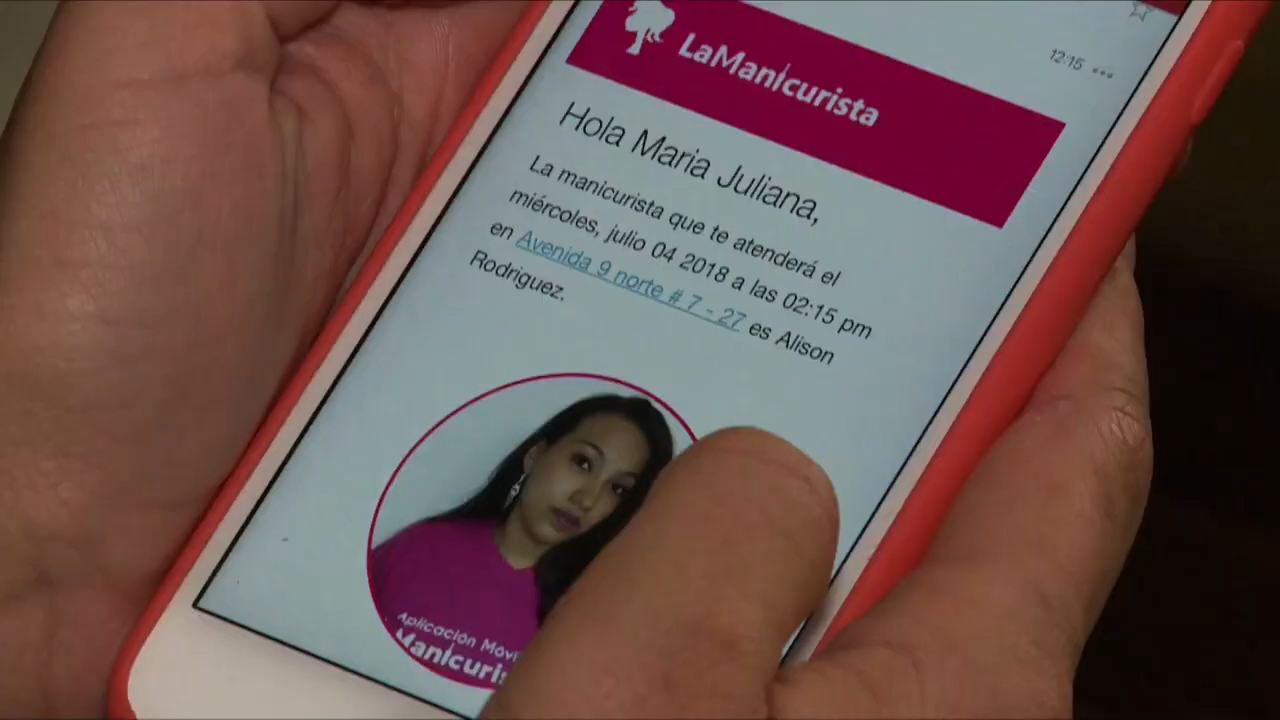 LaManicurista
12:15
Hola Maria Juliana,
La manicurista que te atenderá el
miércoles, julio 04 2018 a las 02:15 pm
en Avenida 9 norte # 7 - 27 es Alison
Rodriguez.
Aplicación Móvi
Manicuris